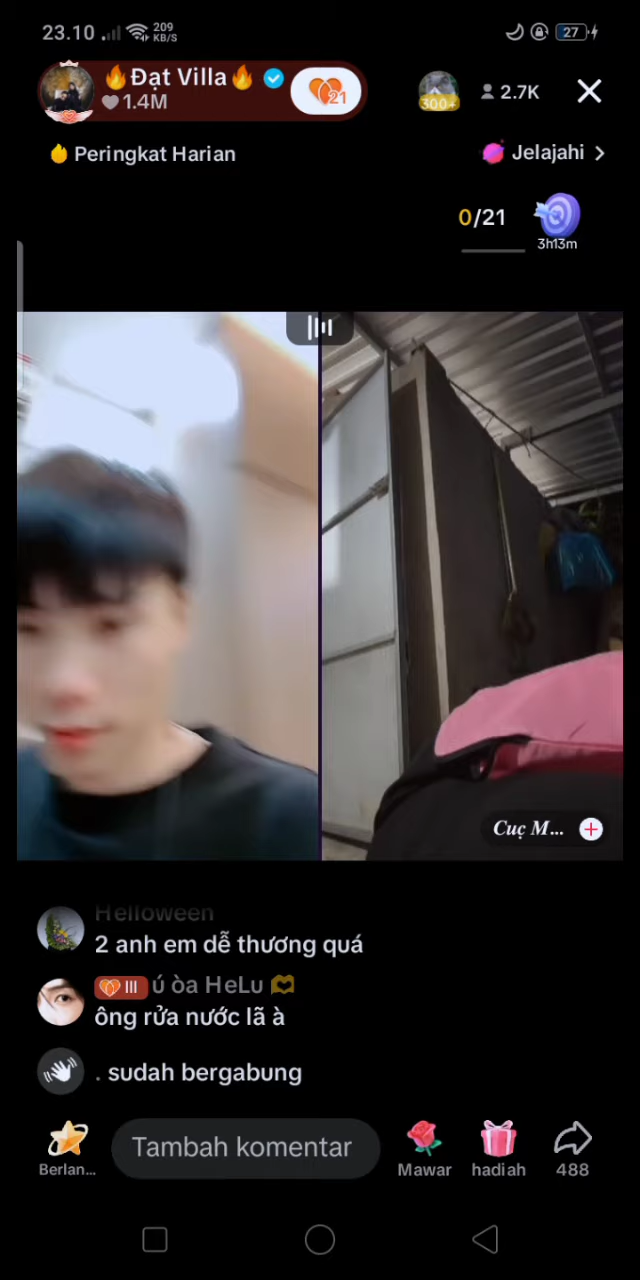 23.10 209 KB/S 27
🔥Đạt Villa🔥
1.4M
21
300+
2.7K
Peringkat Harian
Jelajahi
0/21
3h13m
Cuç M...
Helloween
2 anh em dễ thương quá
III ú òa HeLu 🫶
ông rửa nước lã à
. sudah bergabung
Berlan...
Tambah komentar
Mawar
hadiah
488